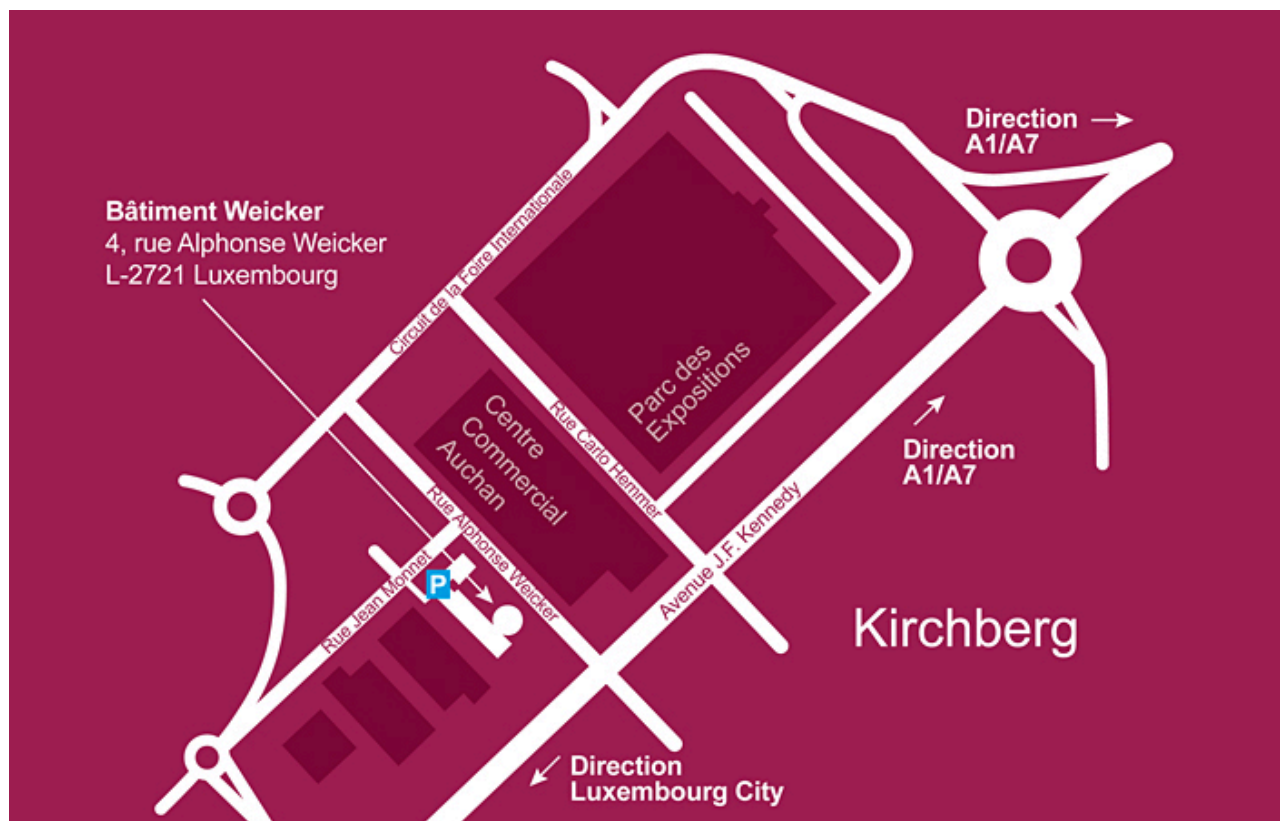 Direction
A1/A7
Bâtiment Weicker
4, rue Alphonse Weicker
L-2721 Luxembourg
Circuit de la Foire Internationale
Parc des
Expositions
Centre
Commercial
Auchan
Rue Carlo Hemmer
Direction
A1/A7
Rue Alphonse Weicker
Avenue J.F. Kennedy
Rue Jean Monnet
P
Kirchberg
Direction
Luxembourg City